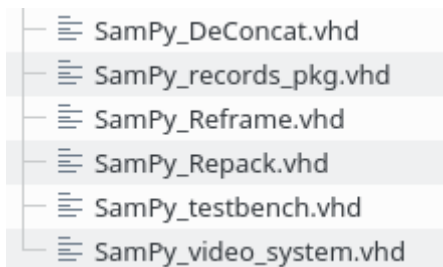 SamPy_DeConcat.vhd
SamPy_records_pkg.vhd
SamPy_Reframe.vhd
SamPy_Repack.vhd
SamPy_testbench.vhd
SamPy_video_system.vhd